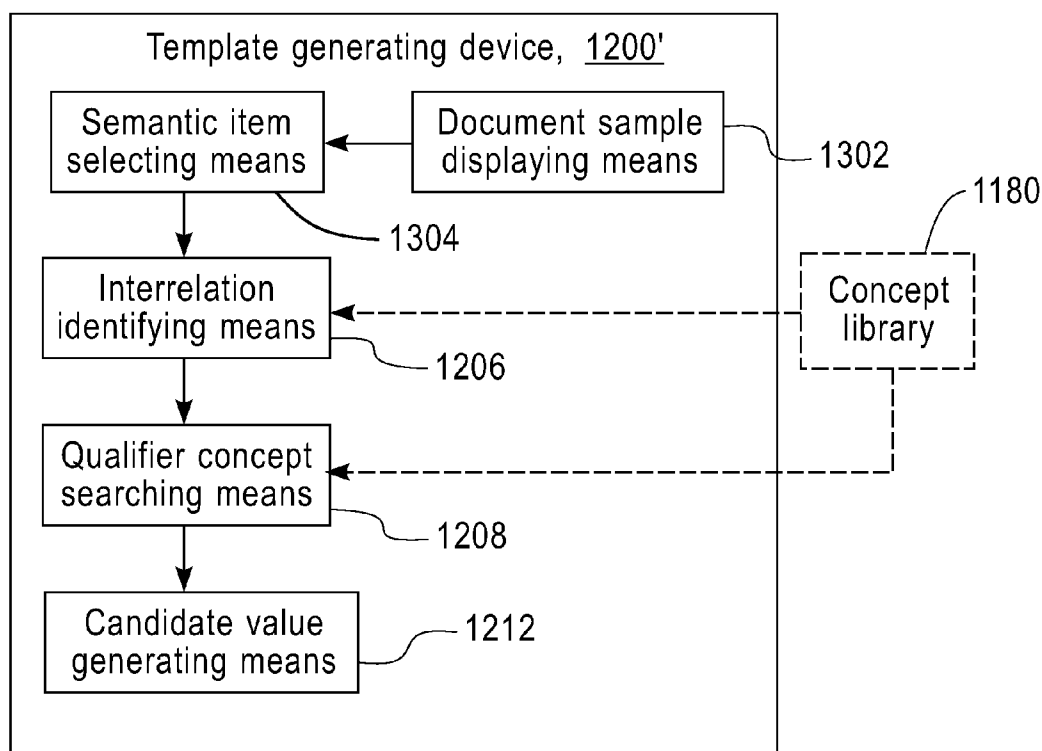 Template generating device, 1200'
Semantic item
selecting means
Document sample
displaying means
1302
1304
1180
Interrelation
identifying means
Concept
library
1206
Qualifier concept
searching means
1208
Candidate value
generating means
1212